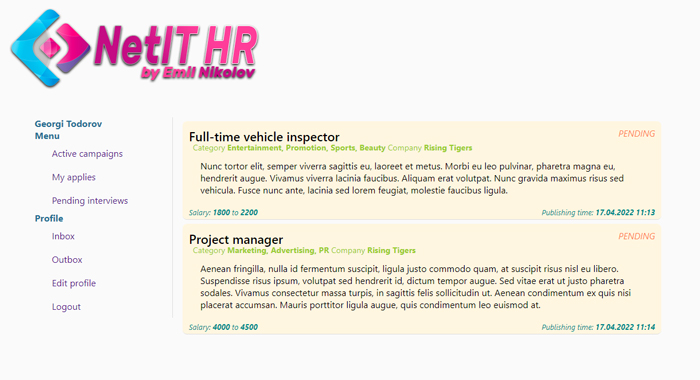 NetIT HR
by Emil Nikolov
Georgi Todorov
Menu
Active campaigns
My applies
Pending interviews
Profile
Inbox
Outbox
Edit profile
Logout
Full-time vehicle inspector
PENDING
Category Entertainment, Promotion, Sports, Beauty Company Rising Tigers
Nunc tortor elit, semper viverra sagittis eu, laoreet et metus. Morbi eu leo pulvinar, pharetra magna eu,
hendrerit augue. Vivamus viverra lacinia faucibus. Aliquam erat volutpat. Nunc gravida maximus risus sed
vehicula. Fusce nunc ante, lacinia sed lorem feugiat, molestie faucibus ligula.
Salary: 1800 to 2200
Publishing time: 17.04.2022 11:13
Project manager
PENDING
Category Marketing, Advertising, PR Company Rising Tigers
Aenean fringilla, nulla id fermentum suscipit, ligula justo commodo quam, at suscipit risus nisl eu libero.
Suspendisse risus ipsum, volutpat sed hendrerit id, dictum tempor augue. Sed vitae erat ut justo pharetra
sodales. Vivamus consectetur massa turpis, in sagittis felis sollicitudin ut. Aenean condimentum ex quis nisi
placerat accumsan. Mauris porttitor ligula augue, quis condimentum leo euismod at.
Salary: 4000 to 4500
Publishing time: 17.04.2022 11:14